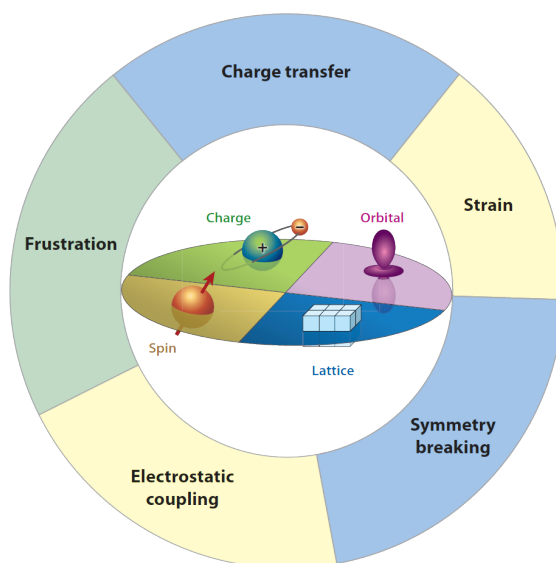 Charge transfer
Strain
Charge
Orbital
+
−
Frustration
Spin
Lattice
Symmetry
breaking
Electrostatic
coupling